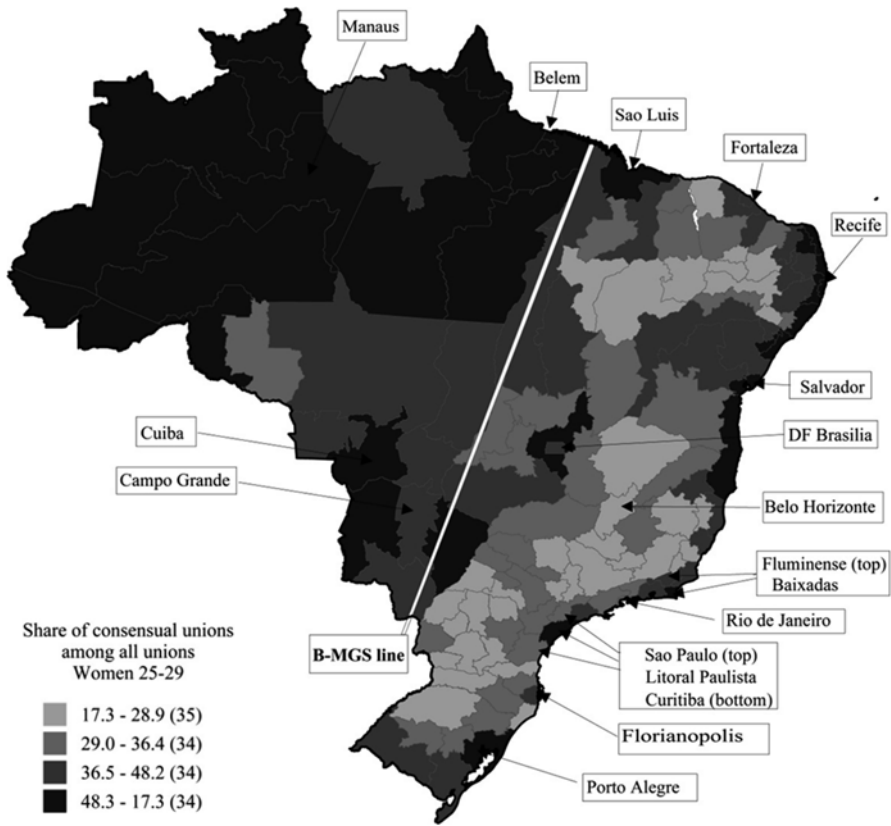 Manaus
Belem
Sao Luis
Fortaleza
Recife
Salvador
Cuiba
DF Brasilia
Campo Grande
Belo Horizonte
Fluminense (top)
Baixadas
Rio de Janeiro
B-MGS line
Sao Paulo (top)
Litoral Paulista
Curitiba (bottom)
Florianopolis
Porto Alegre
Share of consensual unions
among all unions
Women 25-29
17.3 - 28.9 (35)
29.0 - 36.4 (34)
36.5 - 48.2 (34)
48.3 - 17.3 (34)